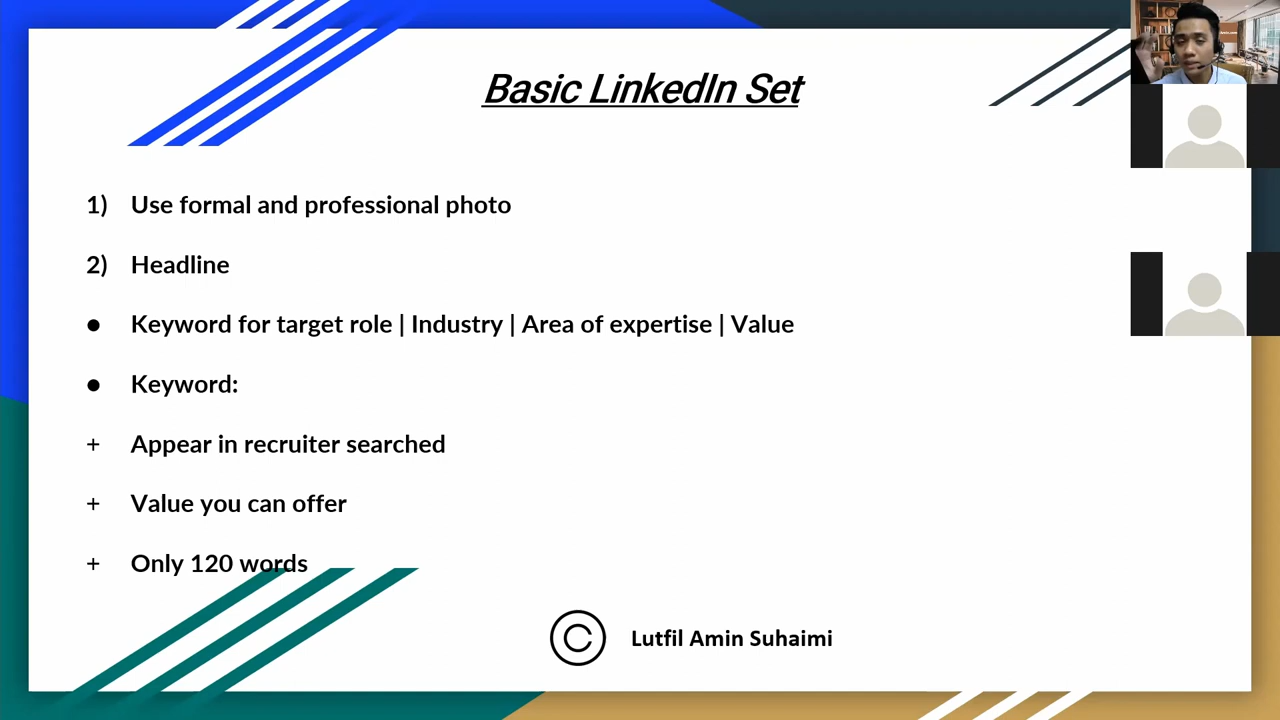 Basic LinkedIn Set
1) Use formal and professional photo
2) Headline
● Keyword for target role | Industry | Area of expertise | Value
● Keyword:
+ Appear in recruiter searched
+ Value you can offer
+ Only 120 words
© Lutfil Amin Suhaimi